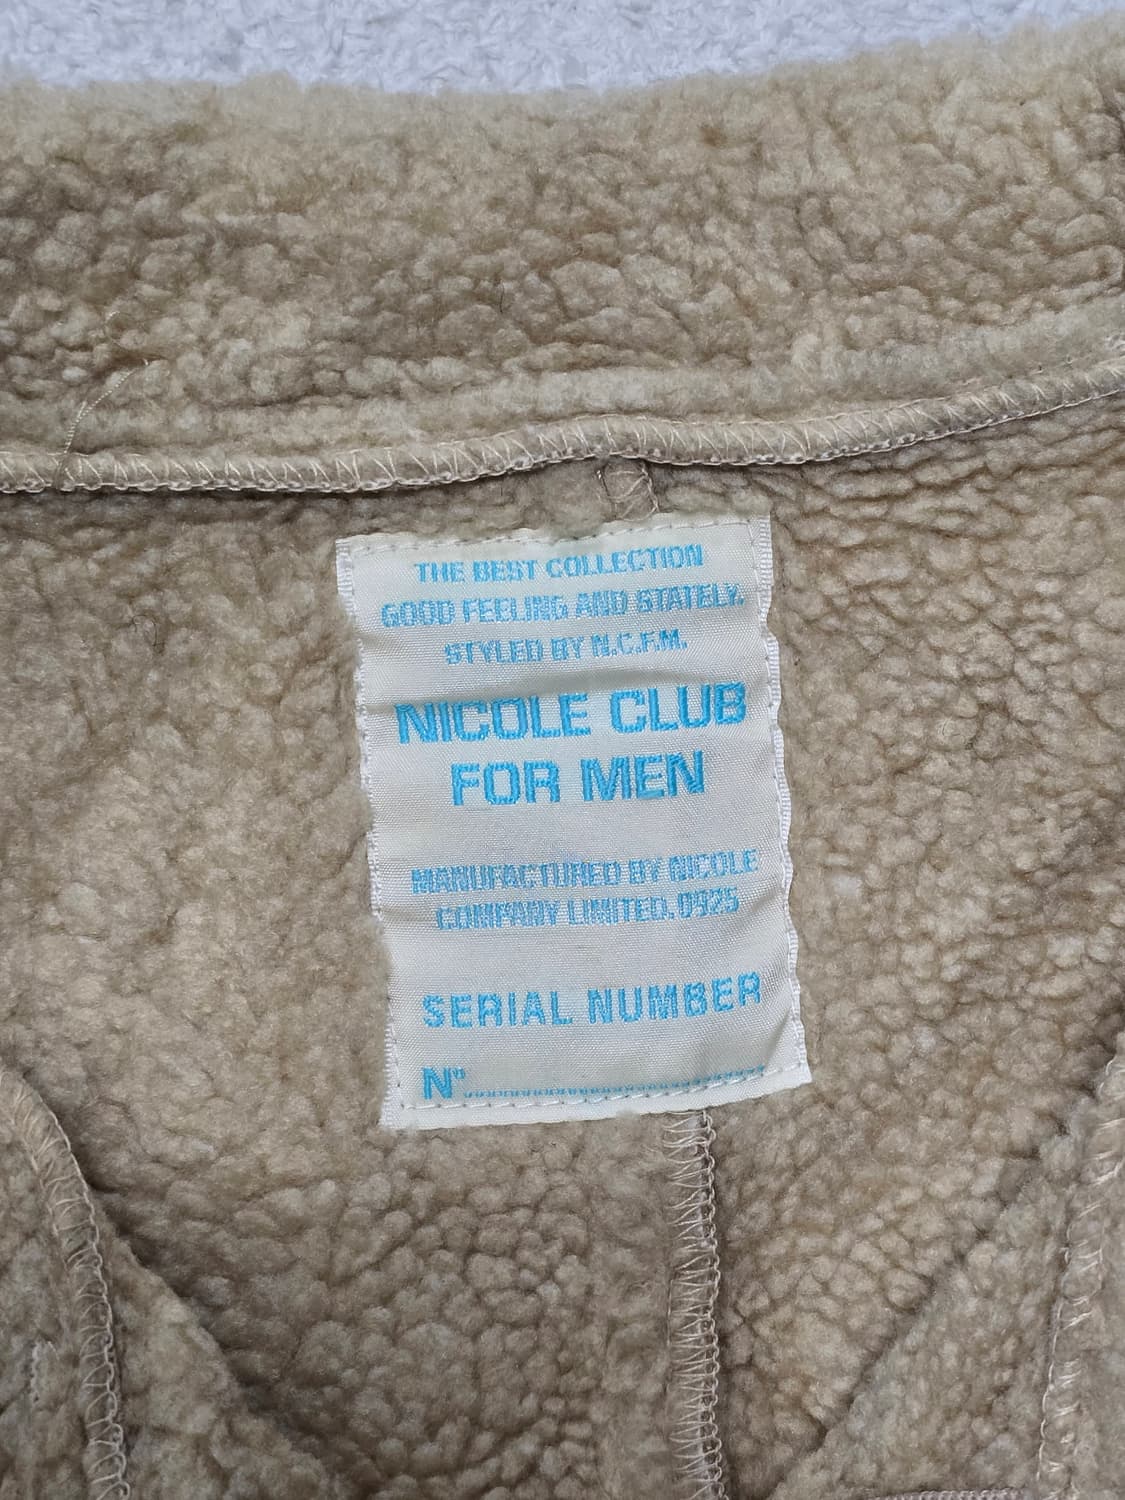 THE BEST COLLECTION
GOOD FEELING AND STATELY.
STYLED BY N.C.F.M.
NICOLE CLUB
FOR MEN
MANUFACTURED BY NICOLE
COMPANY LIMITED. 0925
SERIAL NUMBER
Nº